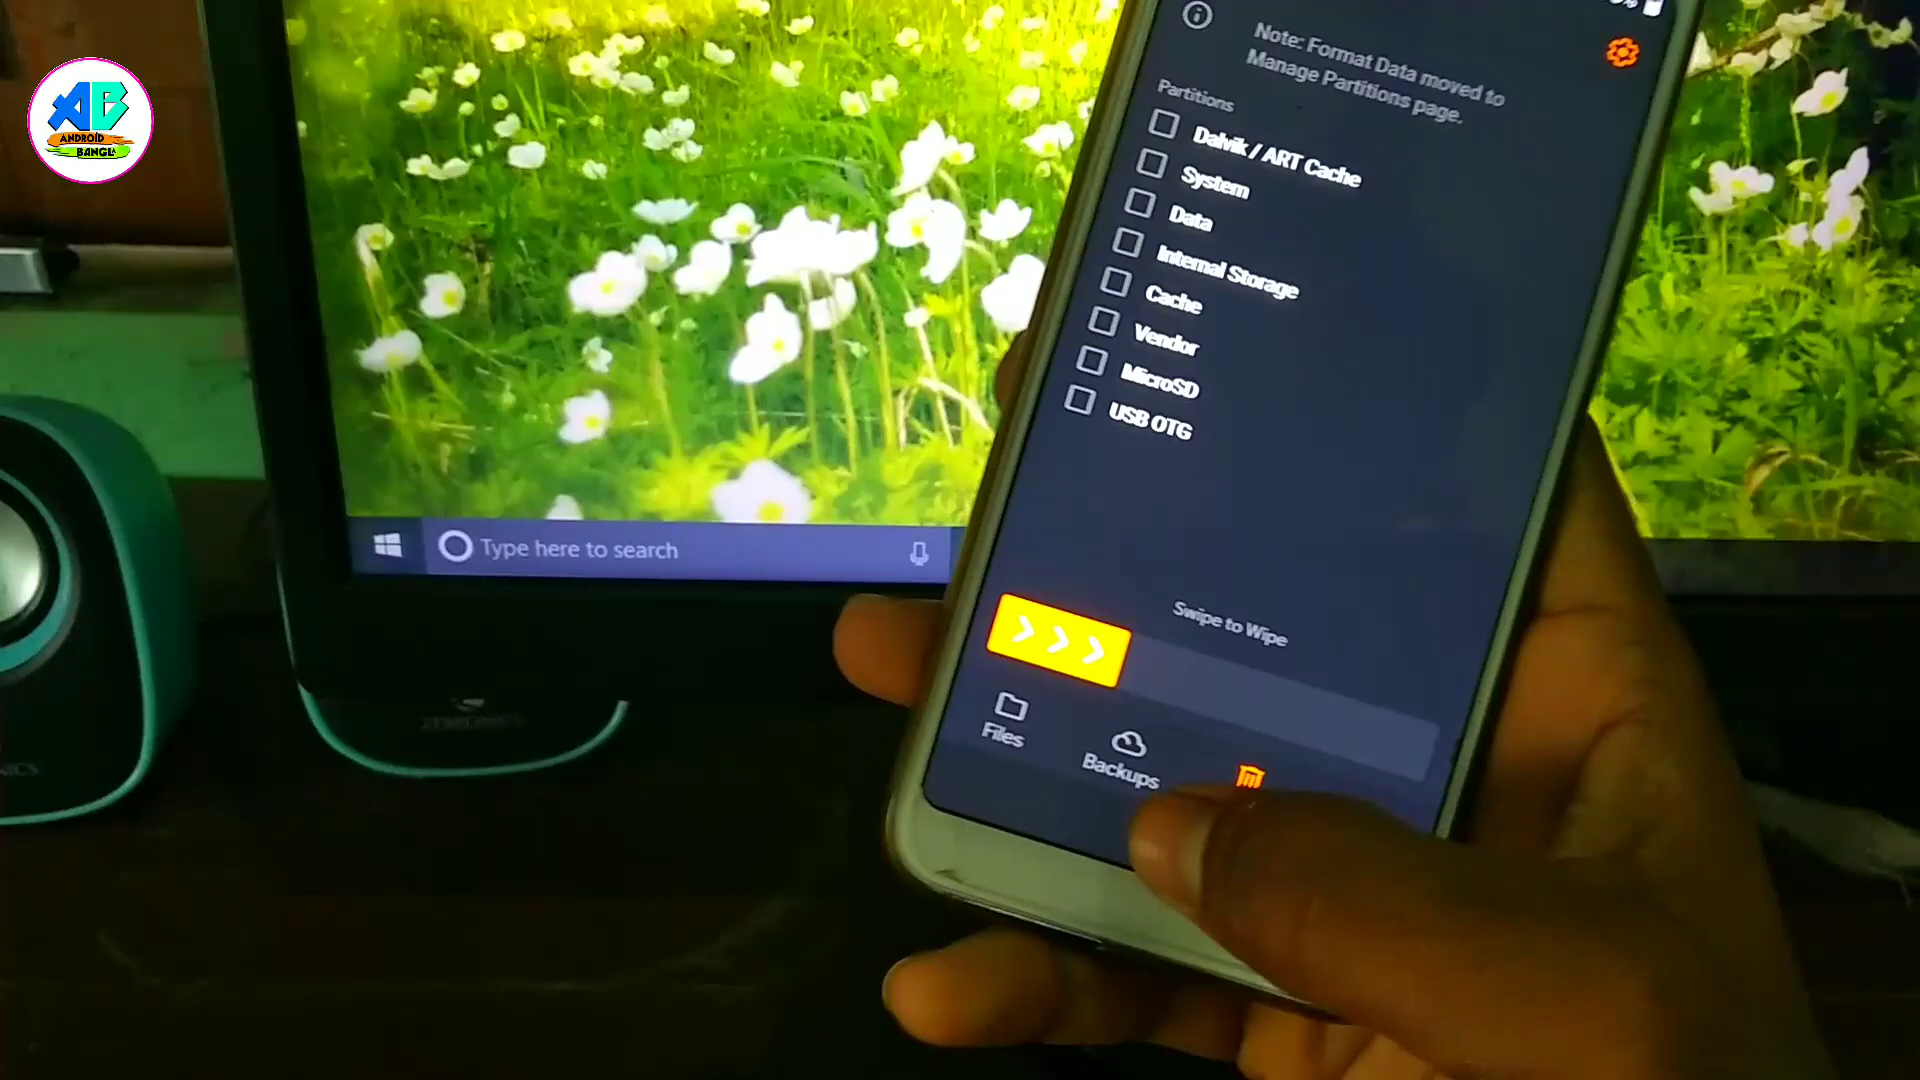 ANDROID
BANGLA
Note: Format Data moved to
Manage Partitions page.
Partitions
Dalvik / ART Cache
System
Data
Internal Storage
Cache
Vendor
MicroSD
USB OTG
Swipe to Wipe
Files
Backups
Type here to search
ZEBRONICS